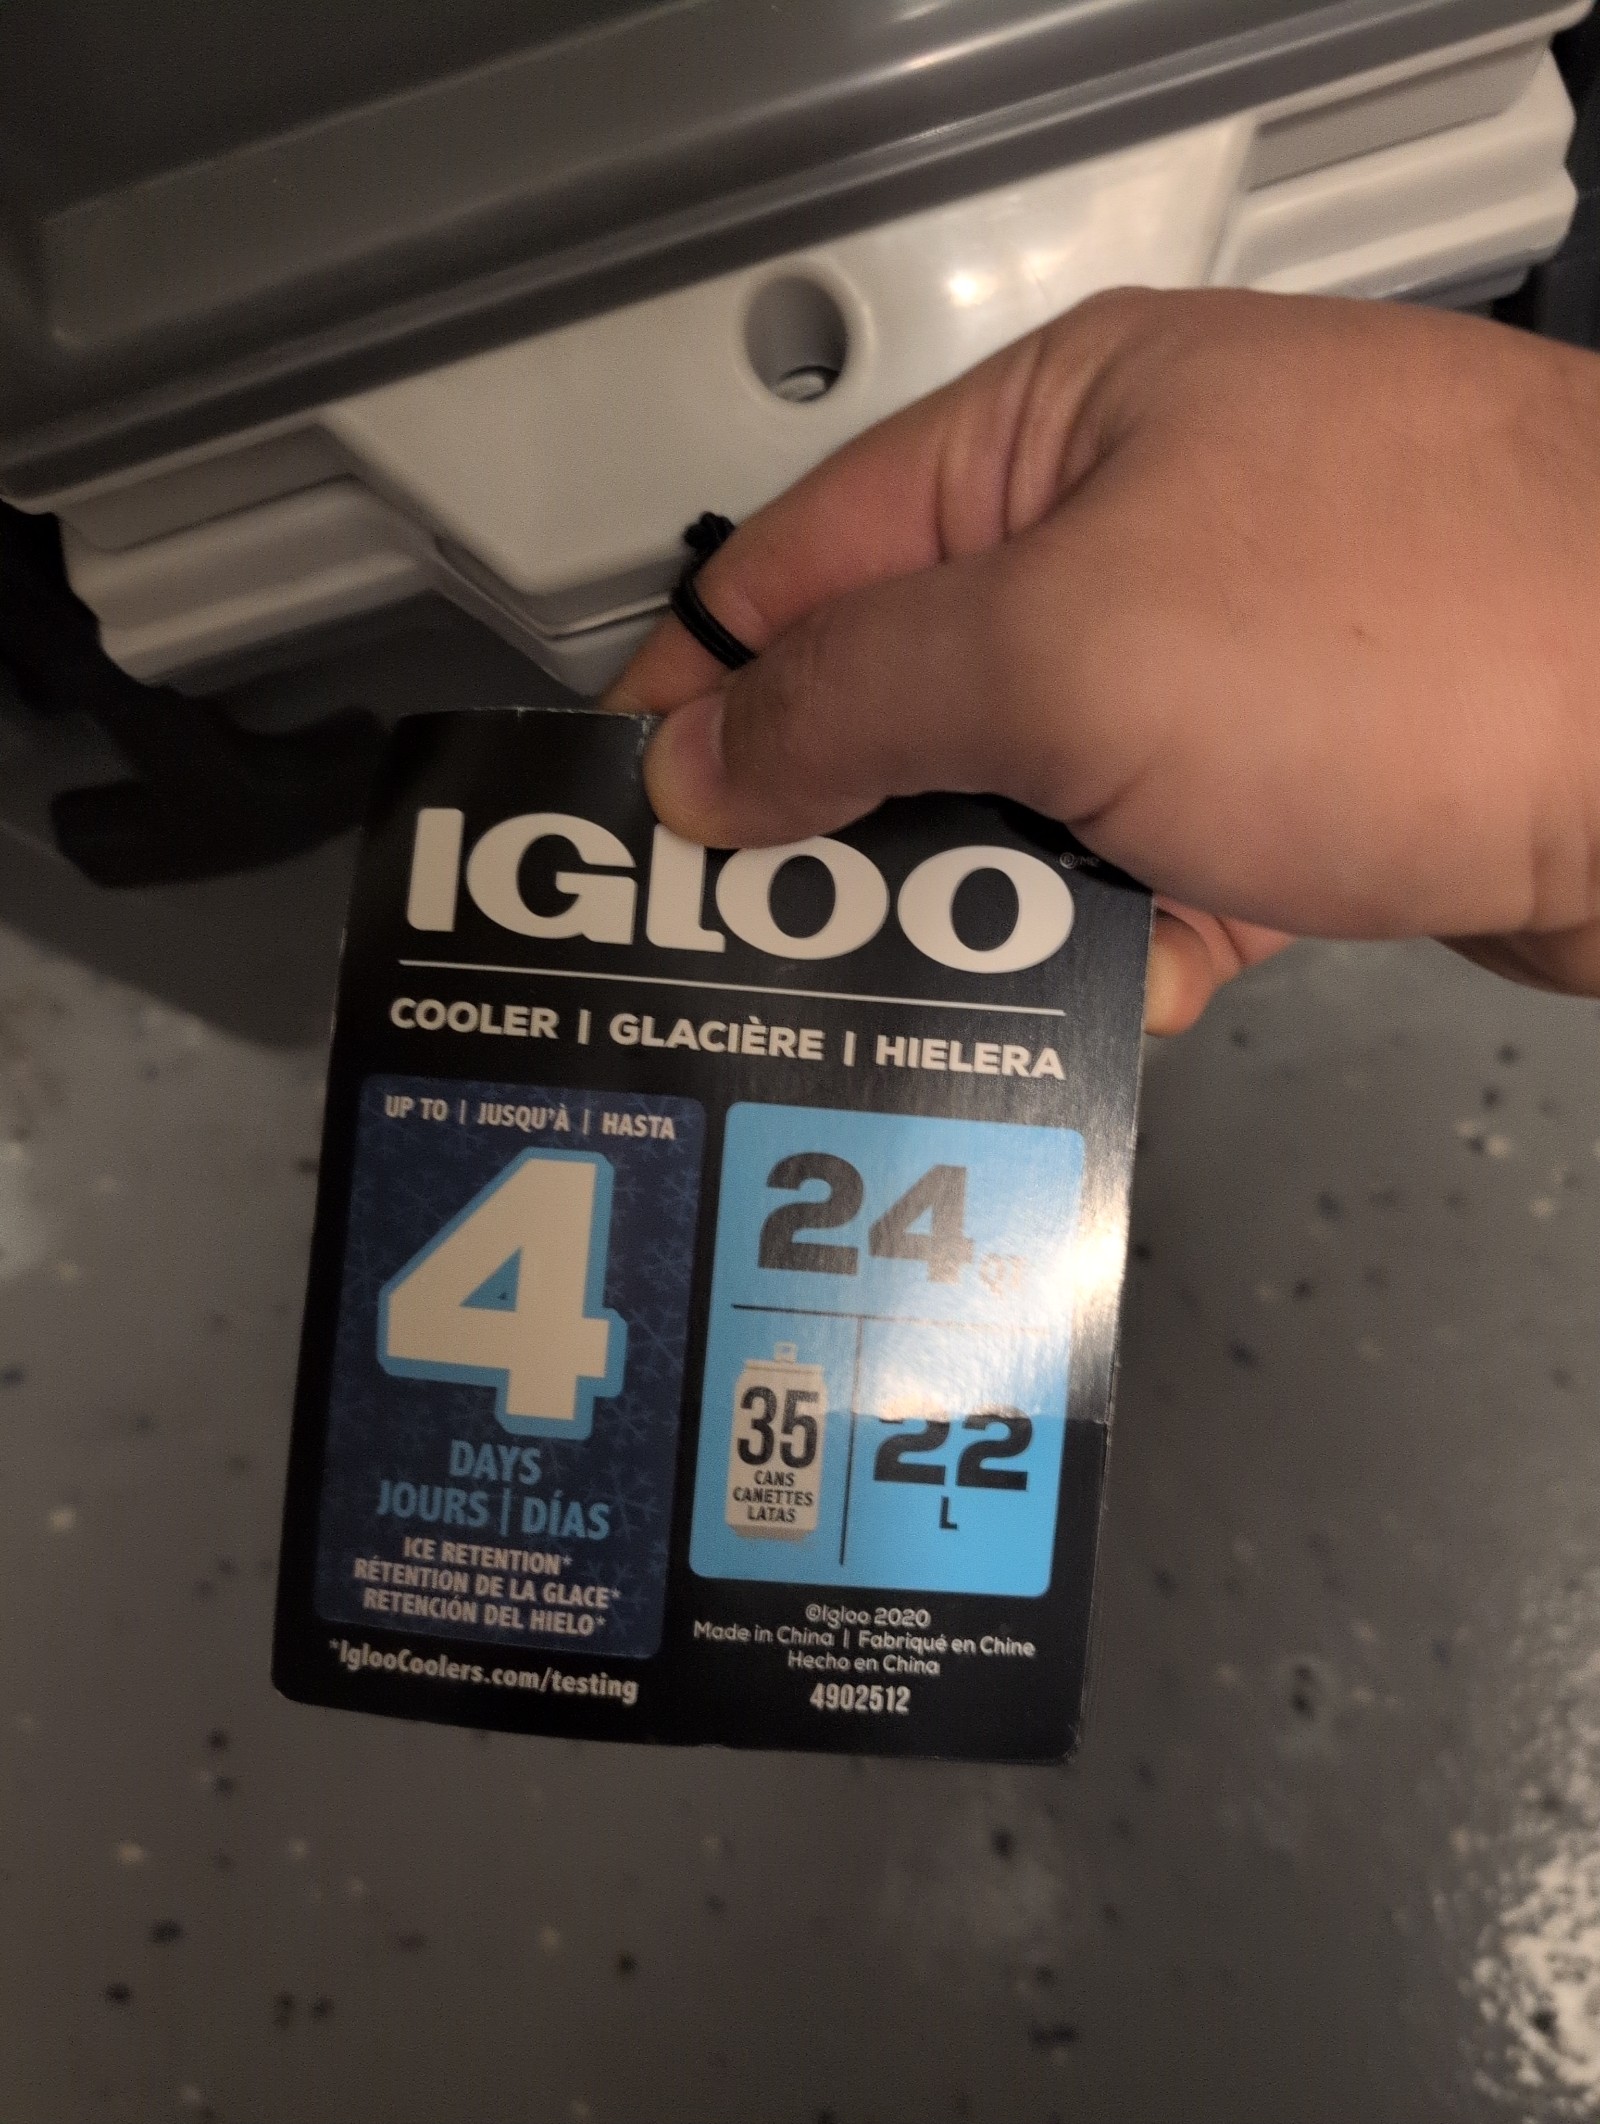 IGLOO ®/MD
COOLER | GLACIÈRE | HIELERA
UP TO | JUSQU'À | HASTA
4
DAYS
JOURS | DÍAS
ICE RETENTION*
RÉTENTION DE LA GLACE*
RETENCIÓN DEL HIELO*
*IglooCoolers.com/testing
24 QT
35
CANS
CANETTES
LATAS
22
L
©Igloo 2020
Made in China | Fabriqué en Chine
Hecho en China
4902512